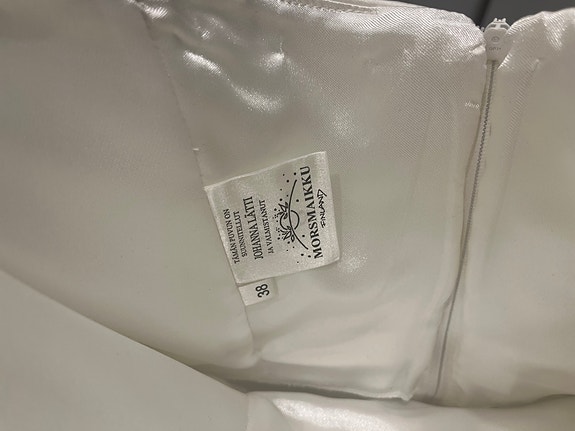 TÄMÄN PUVUN ON
SUUNNITELLUT
JOHANNA LÄTTI
JA VALMISTANUT
MORSMAIKKU
FINLAND
38